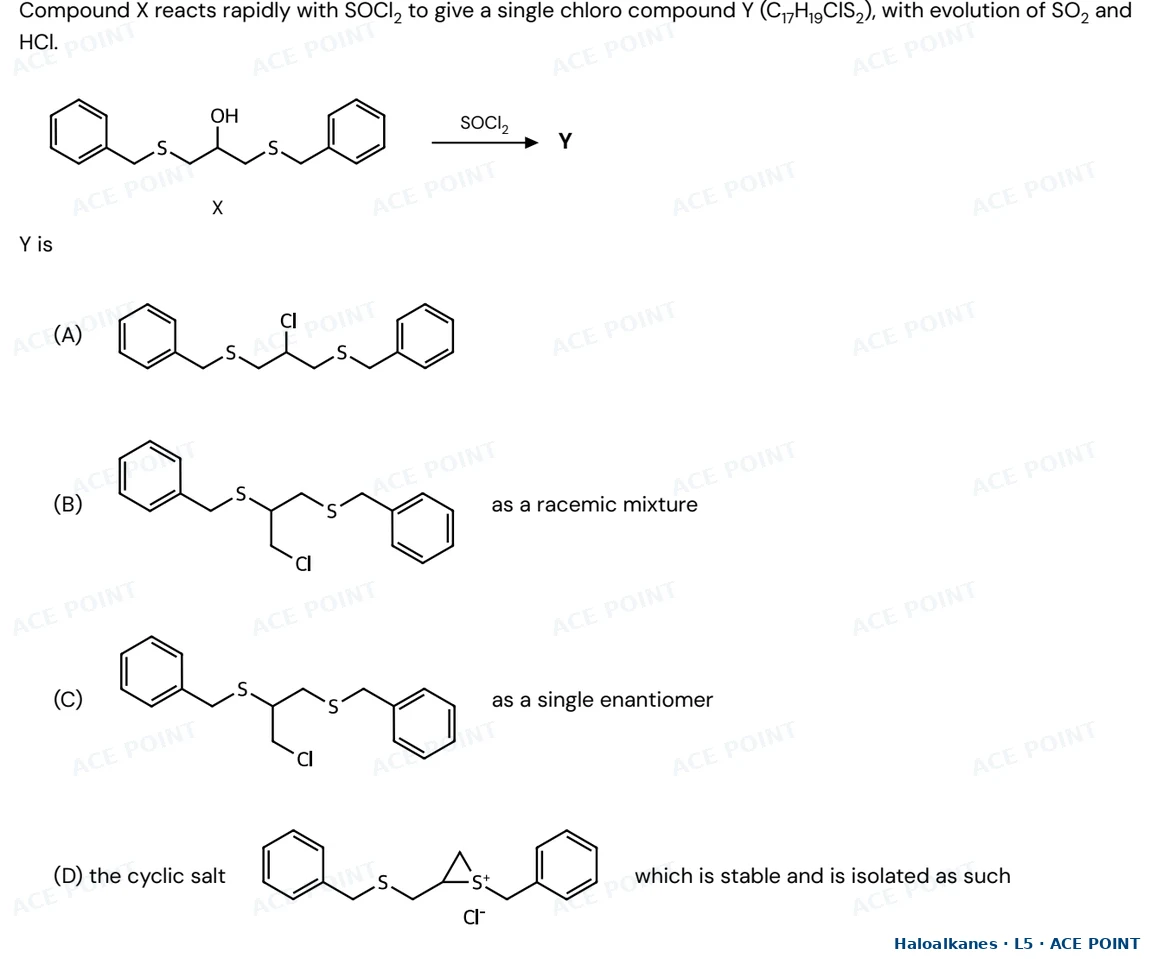 Compound X reacts rapidly with SOCl₂ to give a single chloro compound Y (C₁₇H₁₉ClS₂), with evolution of SO₂ and
HCl.
OH
S S
SOCl₂
Y
X
Y is
(A)
Cl
S S
(B)
S
S
Cl
as a racemic mixture
(C)
S
S
Cl
as a single enantiomer
(D) the cyclic salt
S S⁺
Cl⁻
which is stable and is isolated as such
Haloalkanes · L5 · ACE POINT
ACE POINT